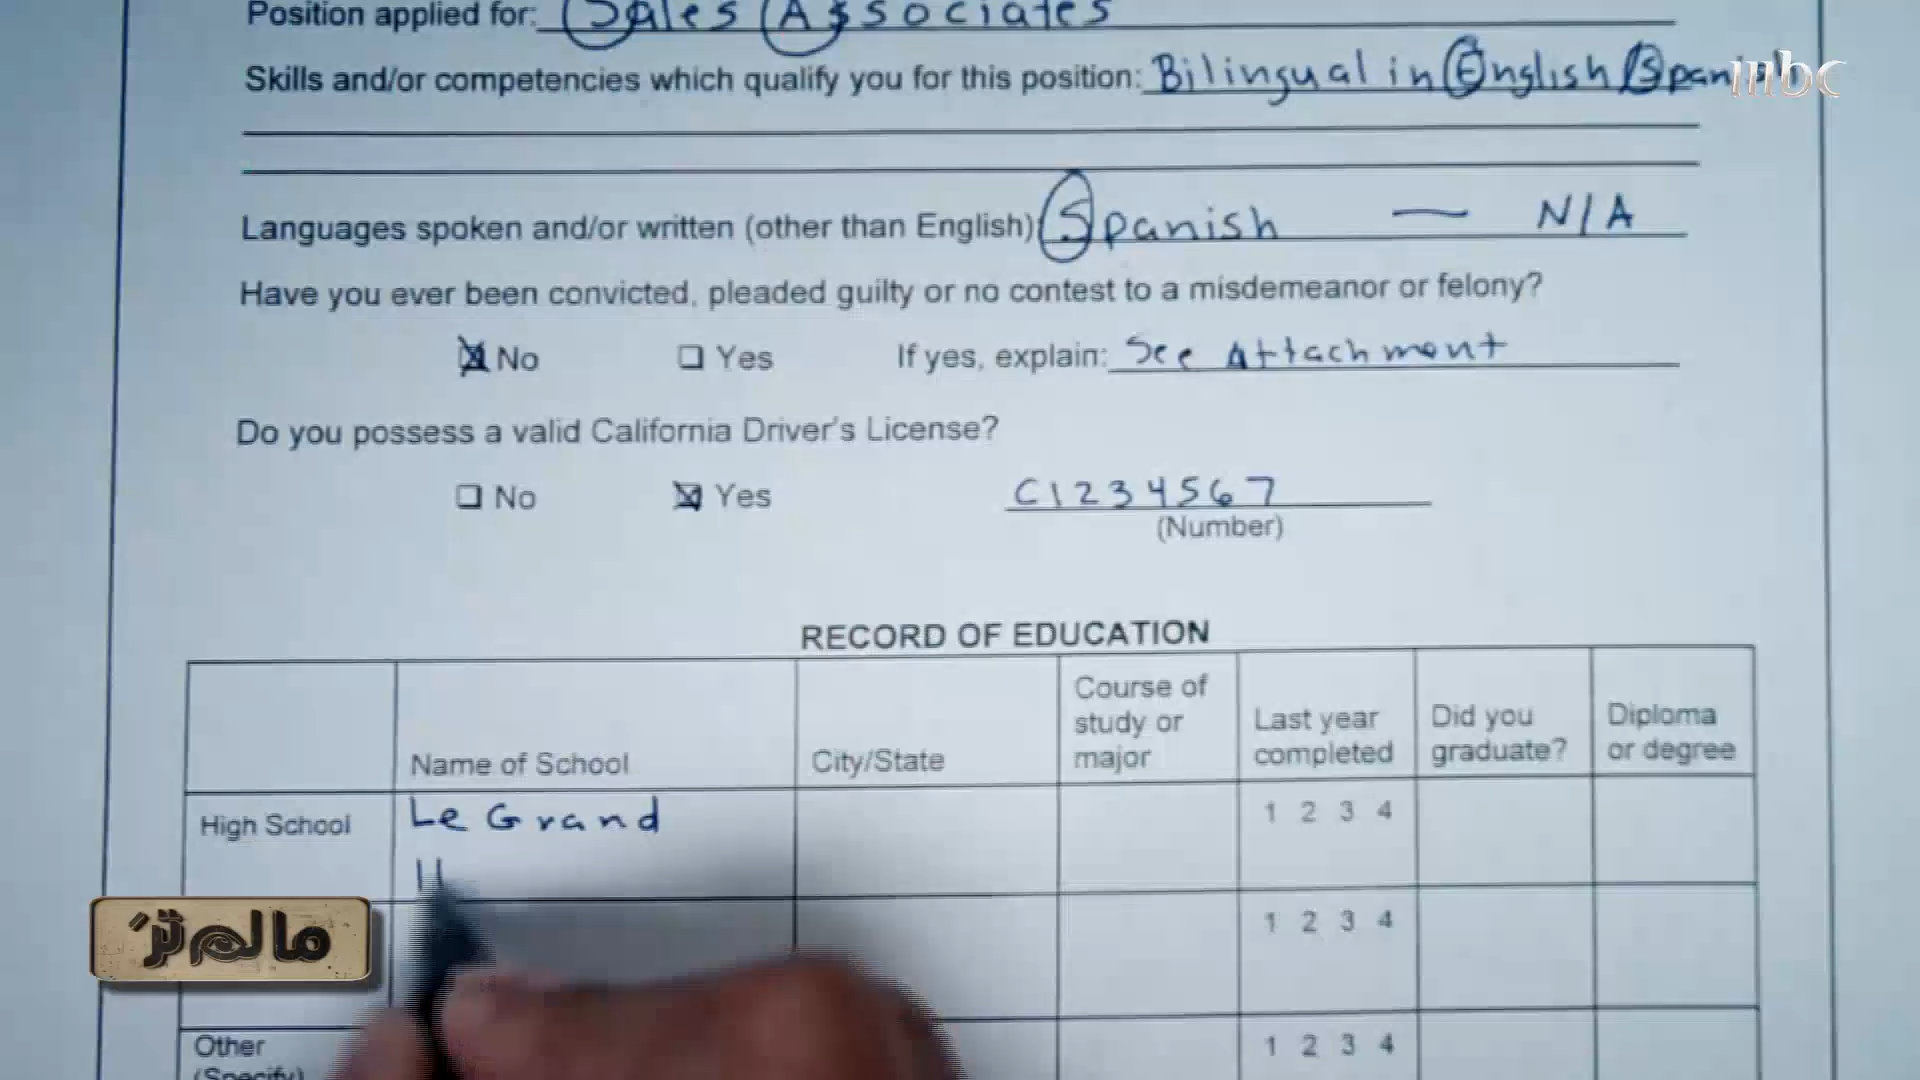 Position applied for: Sales Associates
Skills and/or competencies which qualify you for this position: Bilingual in English/Spanish
mbc
Languages spoken and/or written (other than English) Spanish — N/A
Have you ever been convicted, pleaded guilty or no contest to a misdemeanor or felony?
No Yes If yes, explain: See Attachment
Do you possess a valid California Driver's License?
No Yes C1234567
(Number)
RECORD OF EDUCATION
Name of School City/State Course of study or major Last year completed Did you graduate? Diploma or degree
High School Le Grand 1 2 3 4
1 2 3 4
مالم تر
Other 1 2 3 4
(Specify)